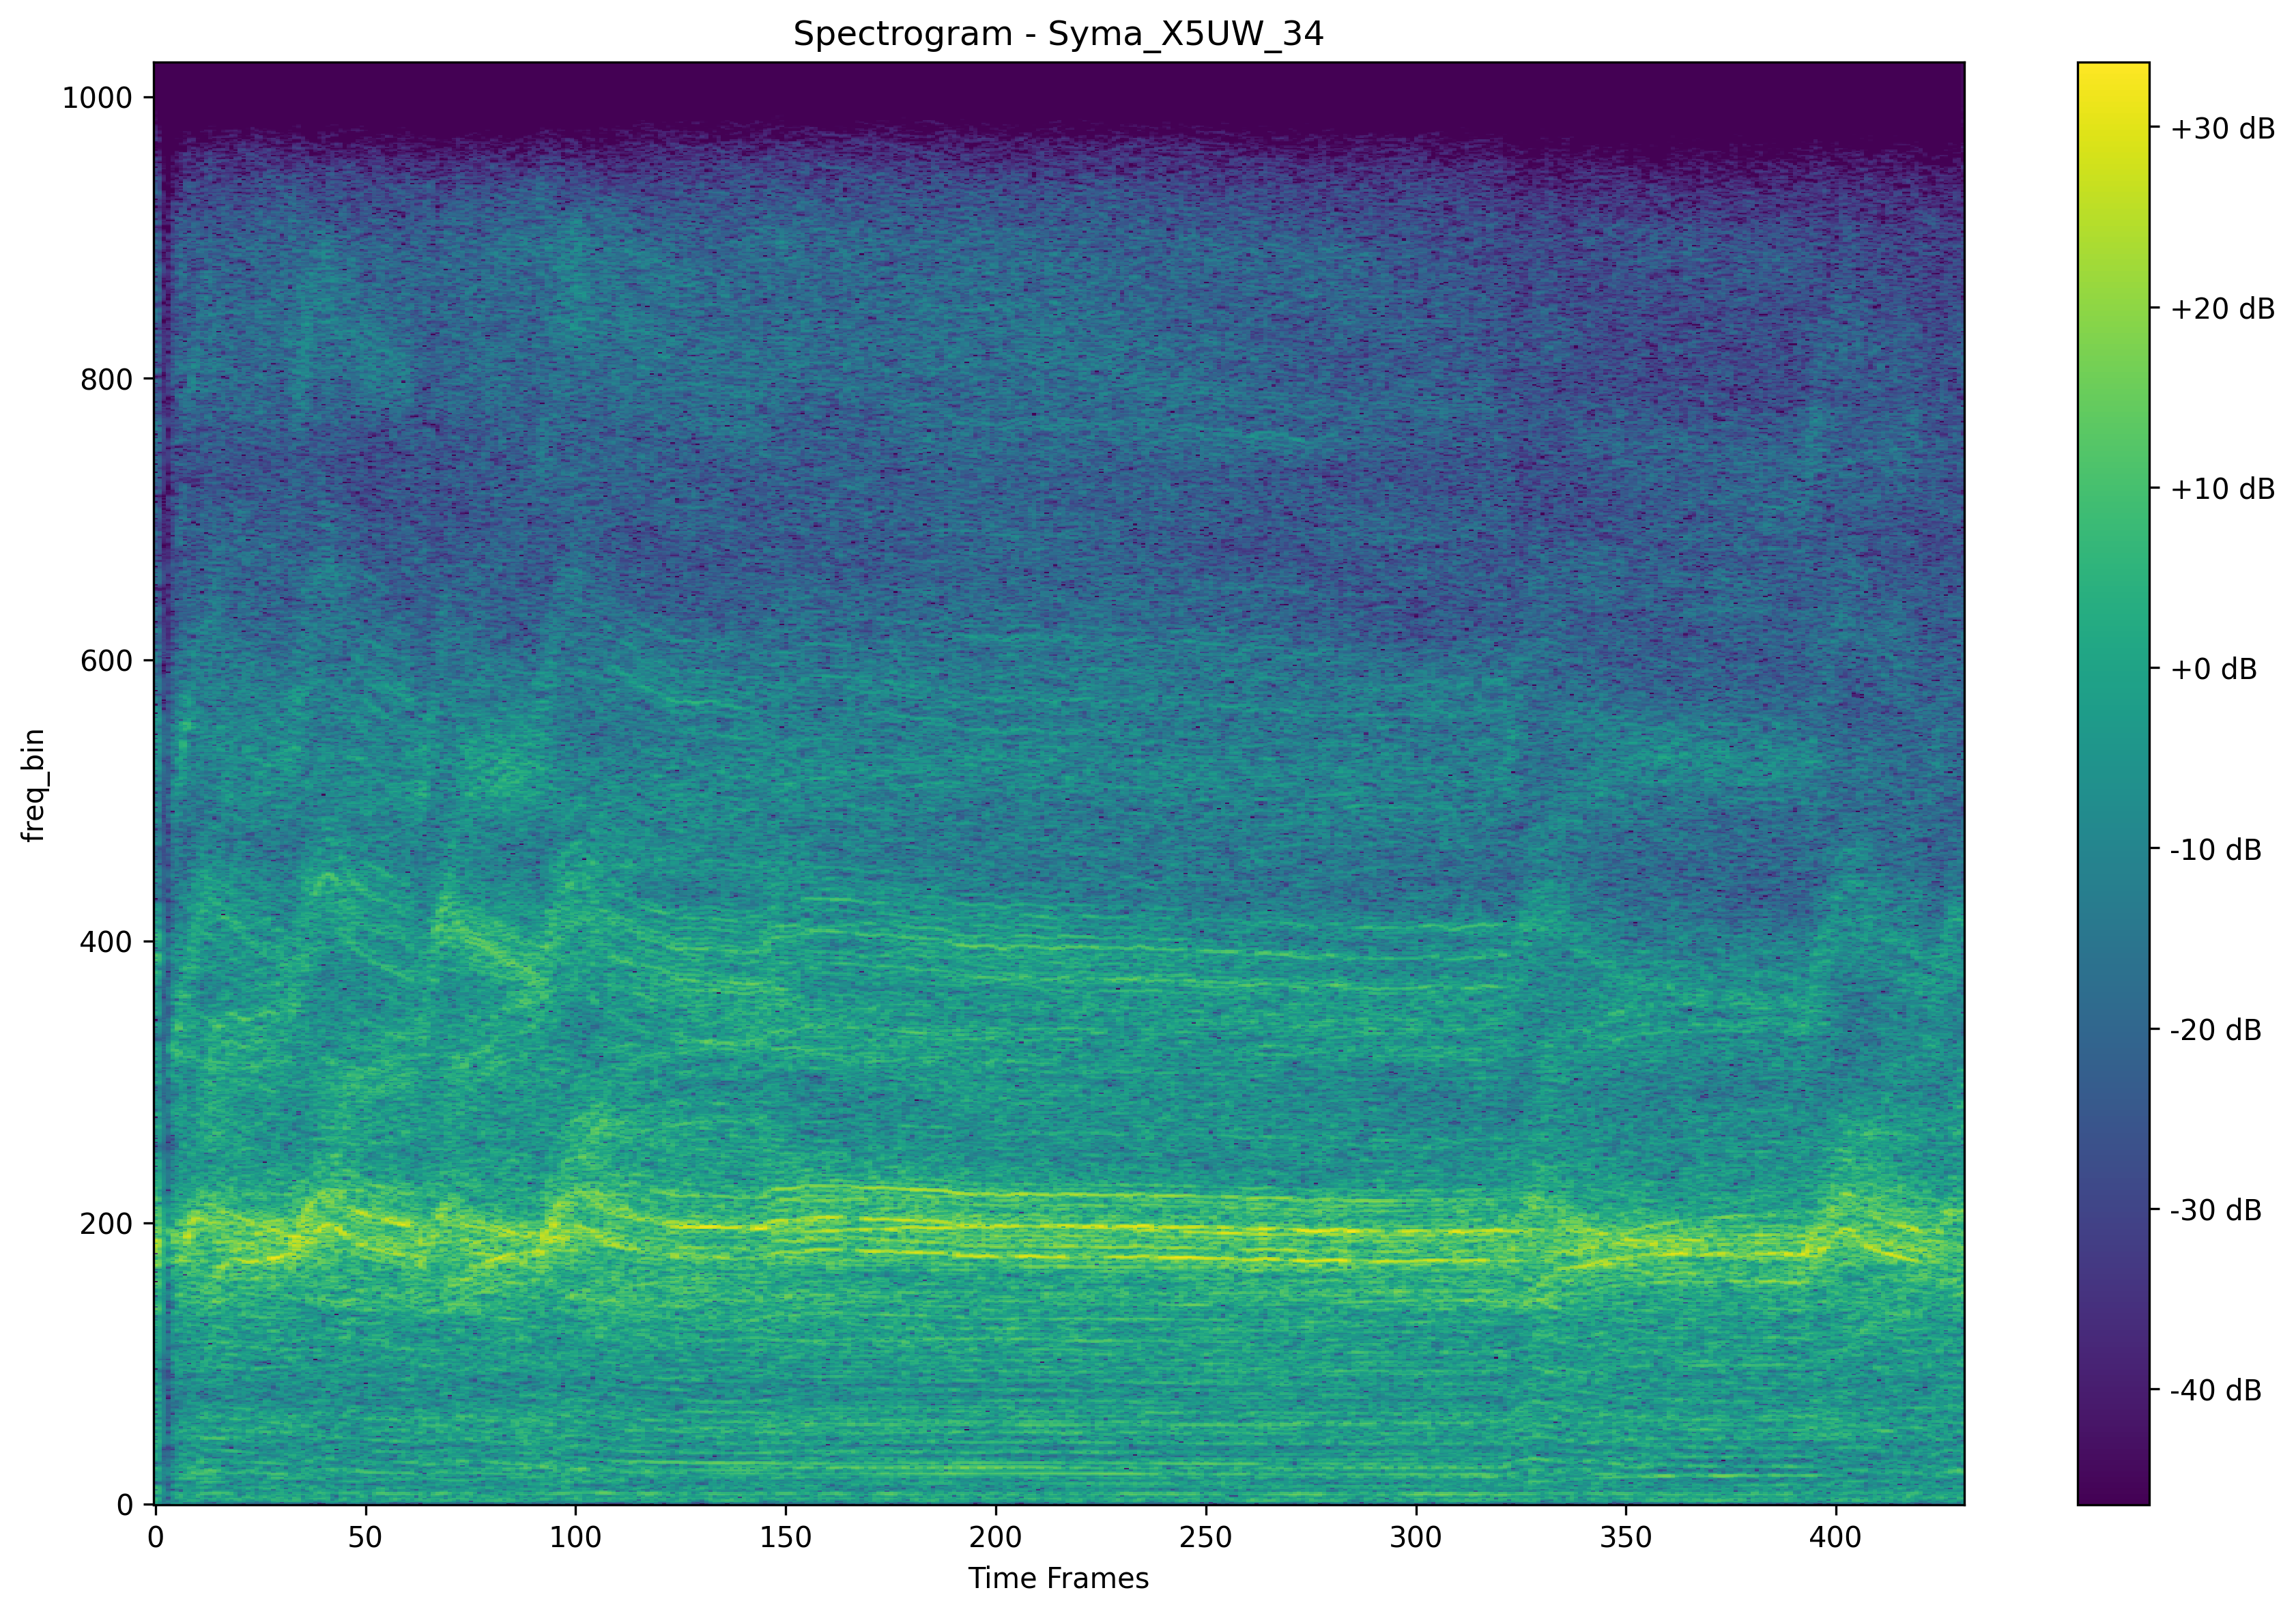 Spectrogram - Syma_X5UW_34
1000
800
600
400
200
0
freq_bin
0 50 100 150 200 250 300 350 400
Time Frames
+30 dB
+20 dB
+10 dB
+0 dB
-10 dB
-20 dB
-30 dB
-40 dB